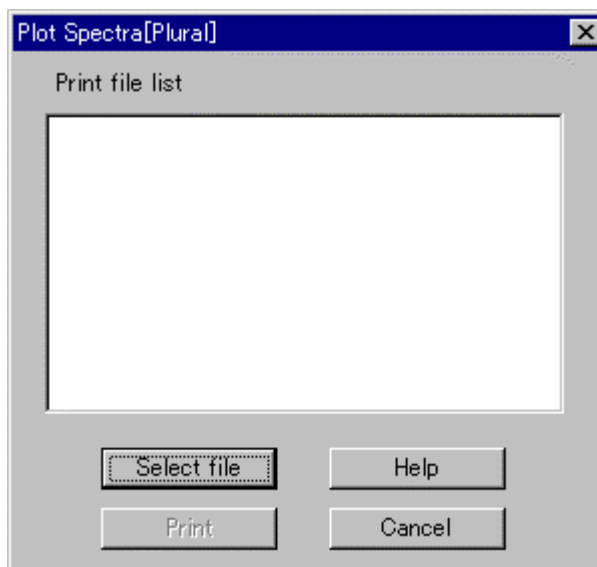 Plot Spectra[Plural]
Print file list
Select file
Help
Print
Cancel